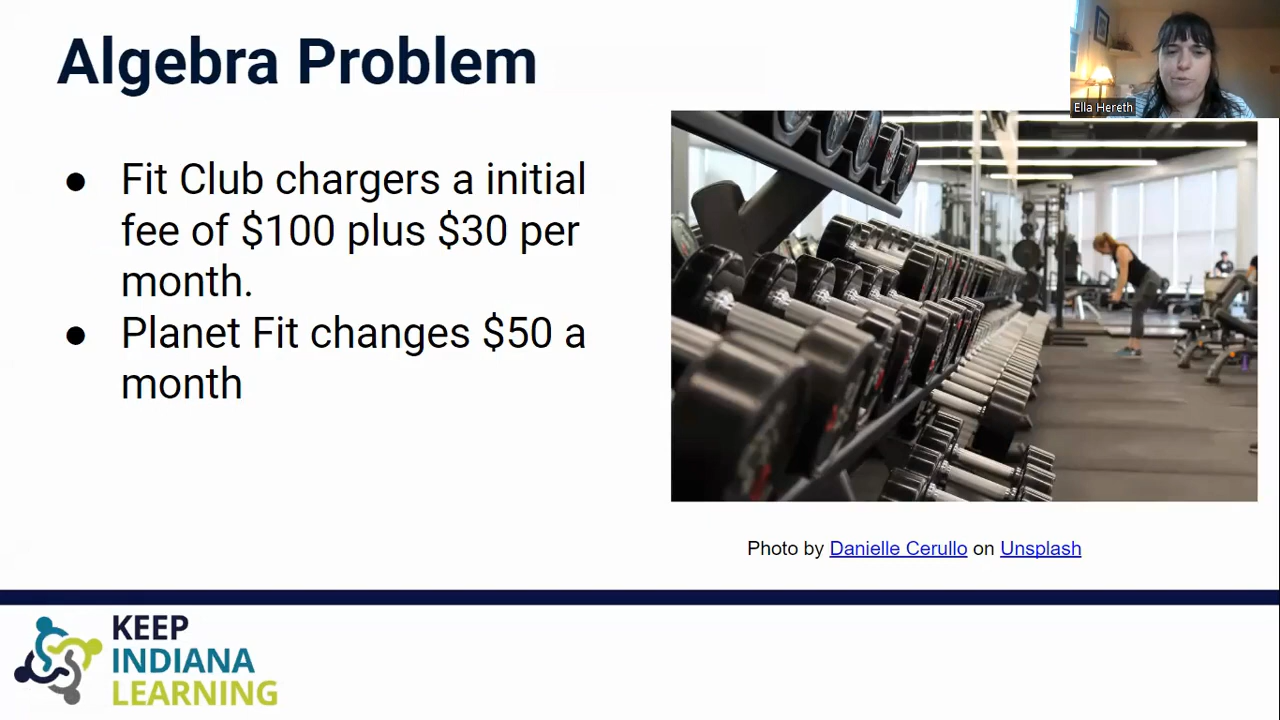 Algebra Problem
Ella Hereth
● Fit Club chargers a initial
fee of $100 plus $30 per
month.
● Planet Fit changes $50 a
month
Photo by Danielle Cerullo on Unsplash
KEEP
INDIANA
LEARNING